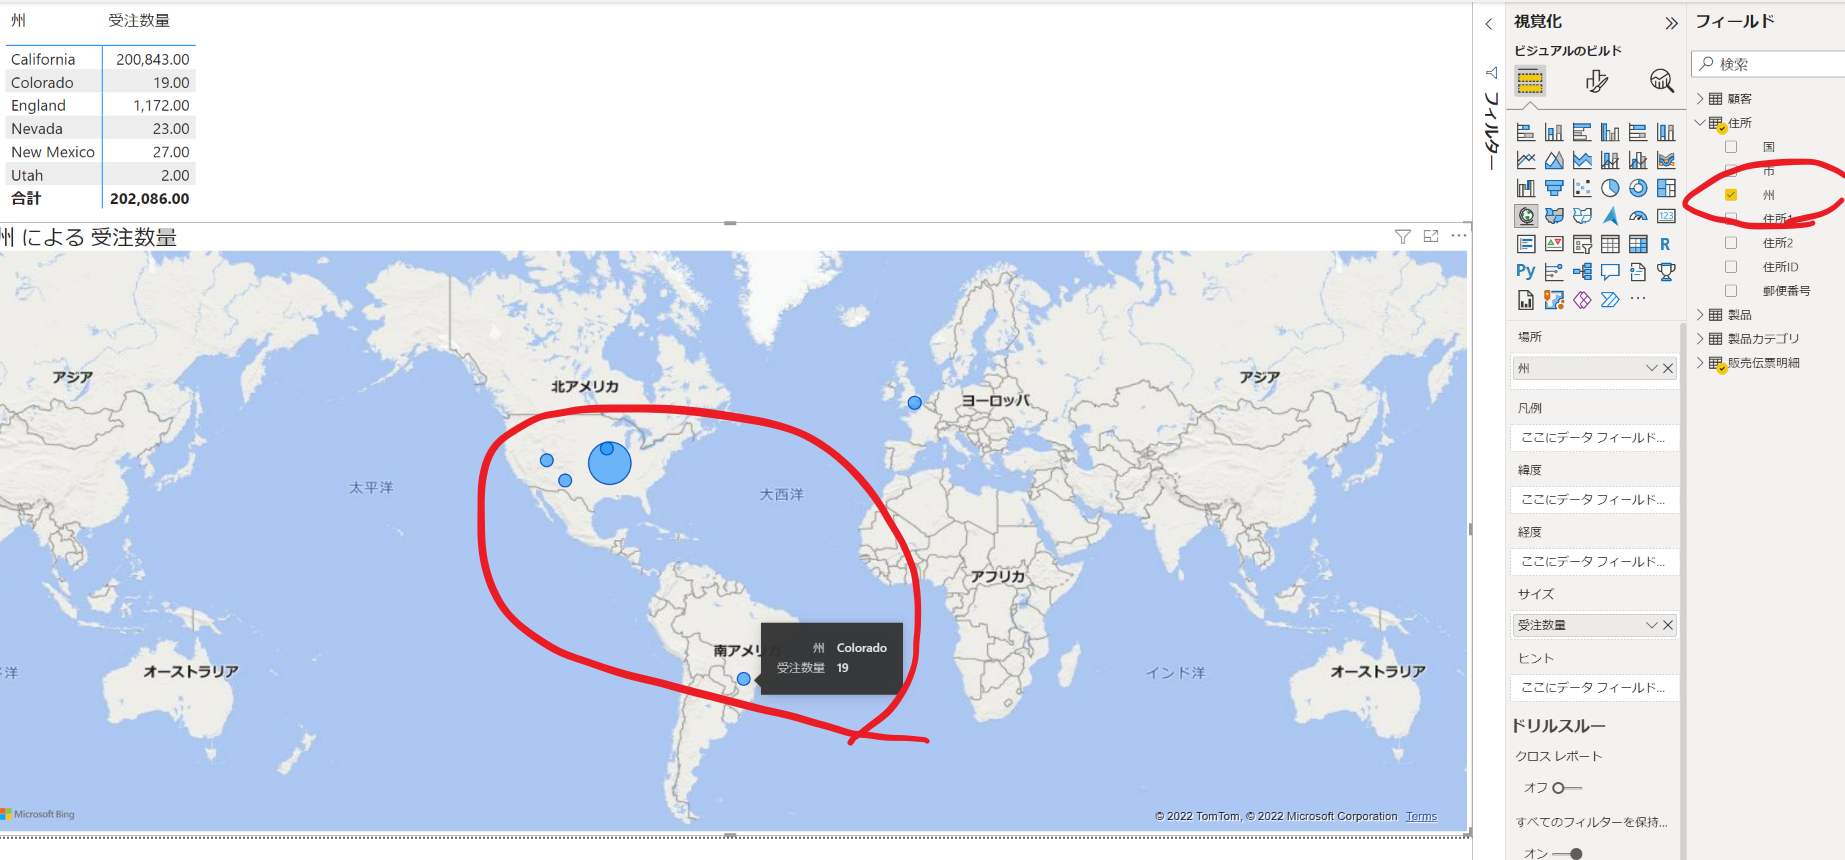 州 受注数量
California 200,843.00
Colorado 19.00
England 1,172.00
Nevada 23.00
New Mexico 27.00
Utah 2.00
合計 202,086.00
州 による 受注数量
アジア
北アメリカ
ヨーロッパ
アジア
太平洋
大西洋
アフリカ
南アメリカ
州 Colorado
受注数量 19
オーストラリア
洋
インド洋
オーストラリア
Microsoft Bing
© 2022 TomTom, © 2022 Microsoft Corporation Terms
フィルター
視覚化
ビジュアルのビルド
123
R
Py
場所
州
凡例
ここにデータ フィールド...
緯度
ここにデータ フィールド...
経度
ここにデータ フィールド...
サイズ
受注数量
ヒント
ここにデータ フィールド...
ドリルスルー
クロス レポート
オフ
すべてのフィルターを保持...
オン
フィールド
検索
顧客
住所
国
市
州
住所1
住所2
住所ID
郵便番号
製品
製品カテゴリ
販売伝票明細